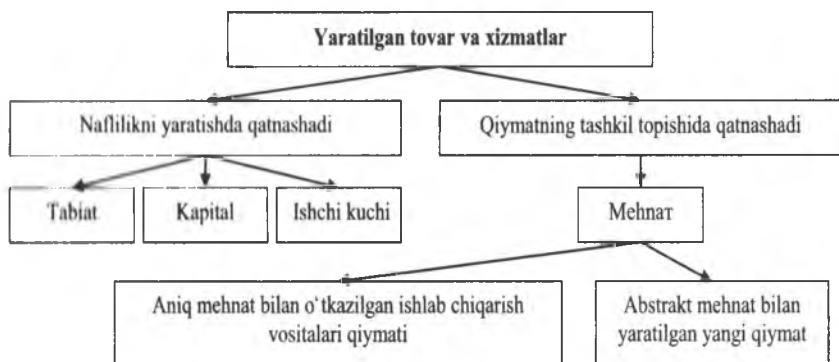 Yaratilgan tovar va xizmatlar
Naflilikni yaratishda qatnashadi
Qiymatning tashkil topishida qatnashadi
Tabiat
Kapital
Ishchi kuchi
Mehnaт
Aniq mehnat bilan o‘tkazilgan ishlab chiqarish
vositalari qiymati
Abstrakt mehnat bilan
yaratilgan yangi qiymat